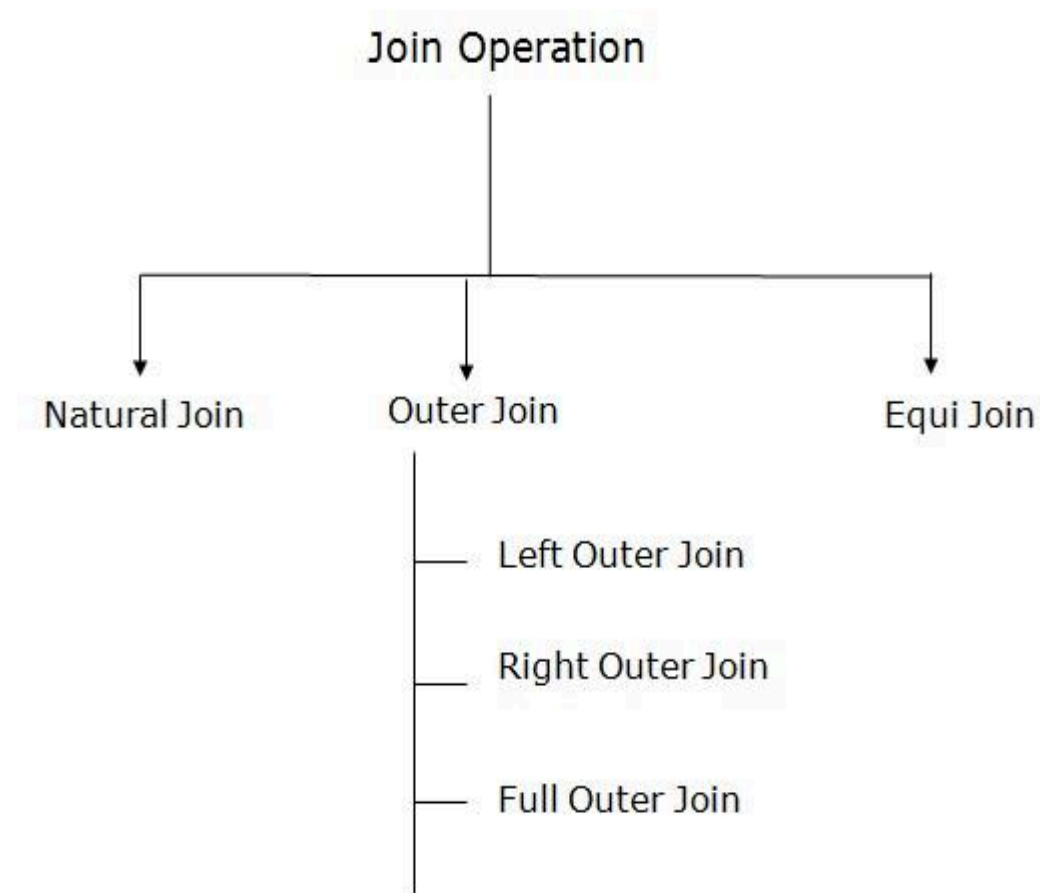 Join Operation
Natural Join
Outer Join
Equi Join
Left Outer Join
Right Outer Join
Full Outer Join